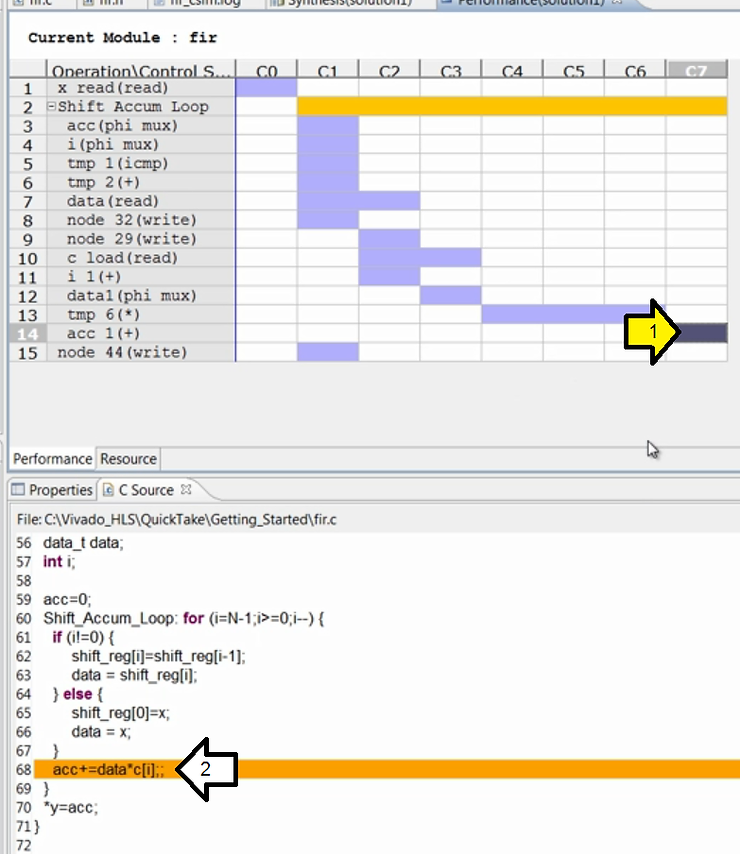 fir.c fir.h fir_csim.log Synthesis(solution1) Performance(solution1)
Current Module : fir
Operation\Control S... C0 C1 C2 C3 C4 C5 C6 C7
1 x read(read)
2 Shift Accum Loop
3 acc(phi mux)
4 i(phi mux)
5 tmp 1(icmp)
6 tmp 2(+)
7 data(read)
8 node 32(write)
9 node 29(write)
10 c load(read)
11 i 1(+)
12 data1(phi mux)
13 tmp 6(*)
14 acc 1(+)
1
15 node 44(write)
Performance Resource
Properties C Source
File: C:\Vivado_HLS\QuickTake\Getting_Started\fir.c
56 data_t data;
57 int i;
58
59 acc=0;
60 Shift_Accum_Loop: for (i=N-1;i>=0;i--) {
61 if (i!=0) {
62 shift_reg[i]=shift_reg[i-1];
63 data = shift_reg[i];
64 } else {
65 shift_reg[0]=x;
66 data = x;
67 }
68 acc+=data*c[i];; 2
69 }
70 *y=acc;
71 }
72